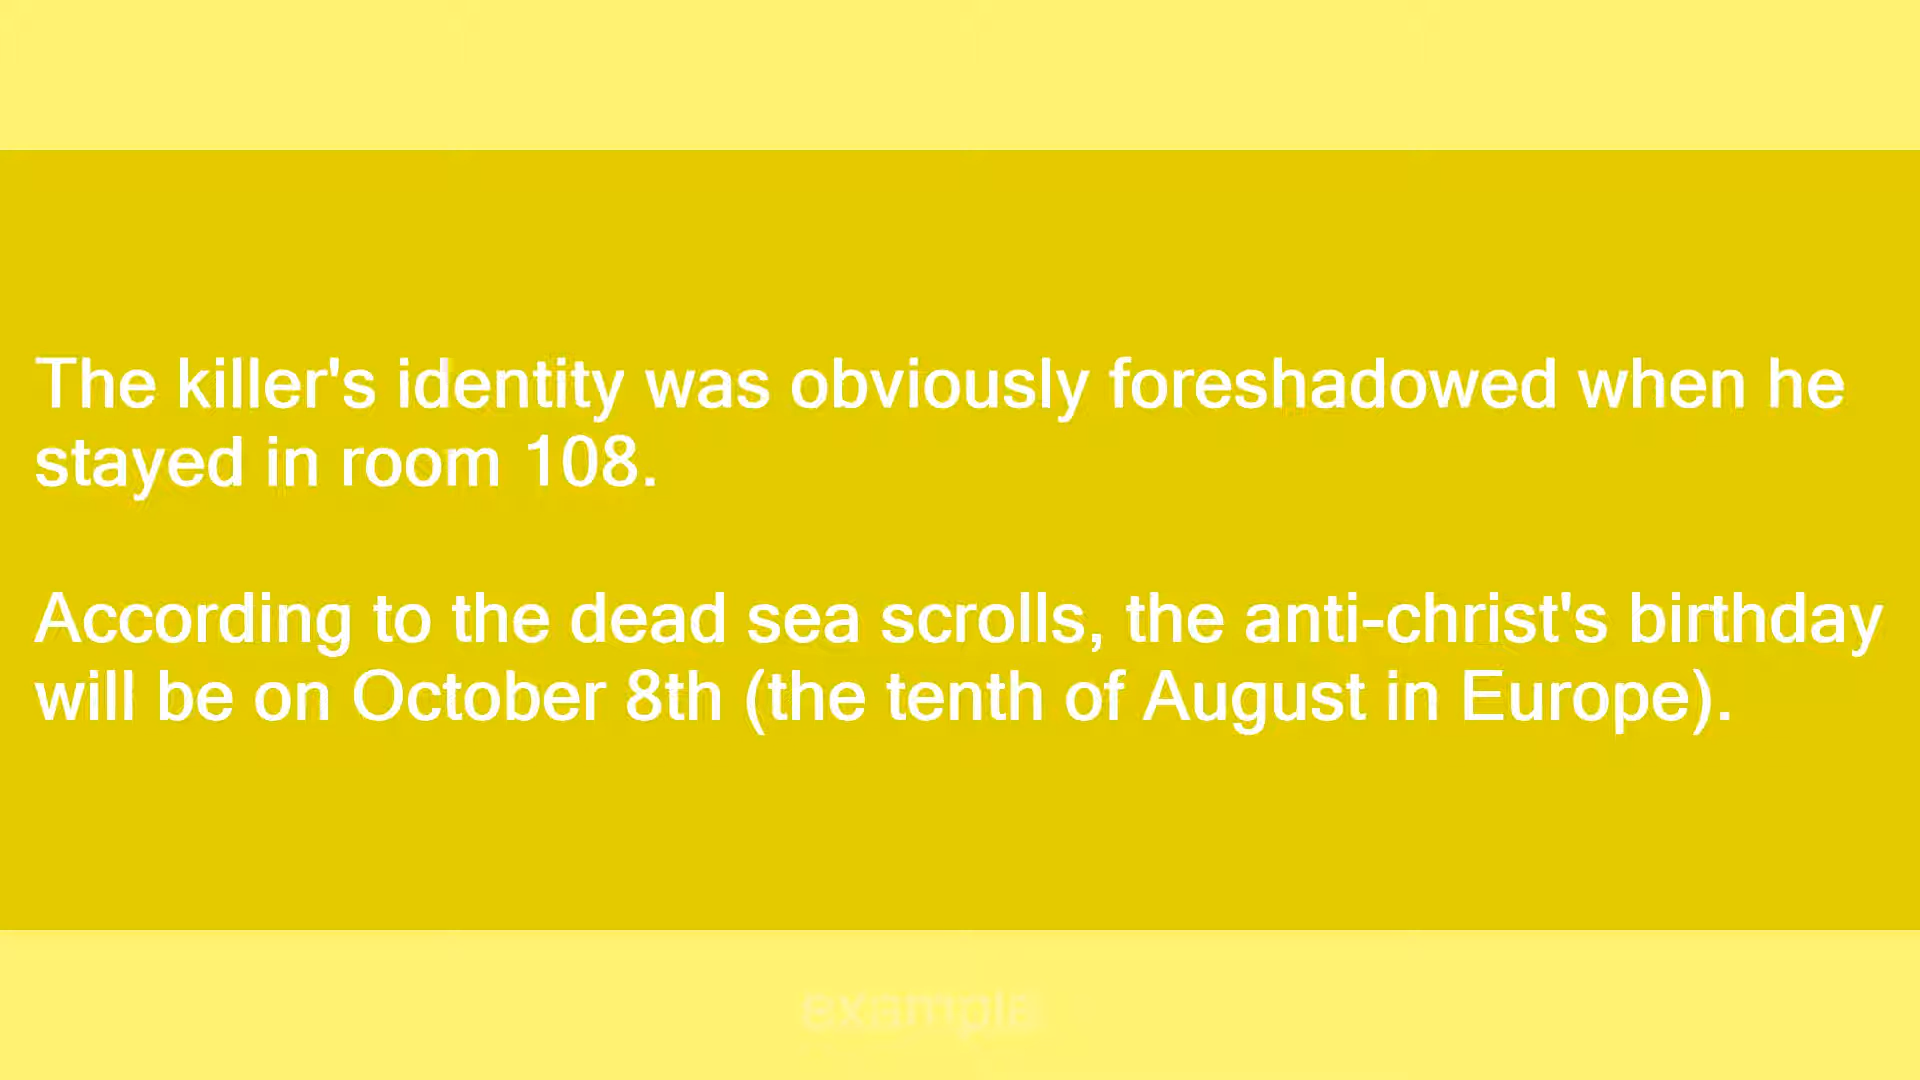 The killer's identity was obviously foreshadowed when he
stayed in room 108.
According to the dead sea scrolls, the anti-christ's birthday
will be on October 8th (the tenth of August in Europe).
example